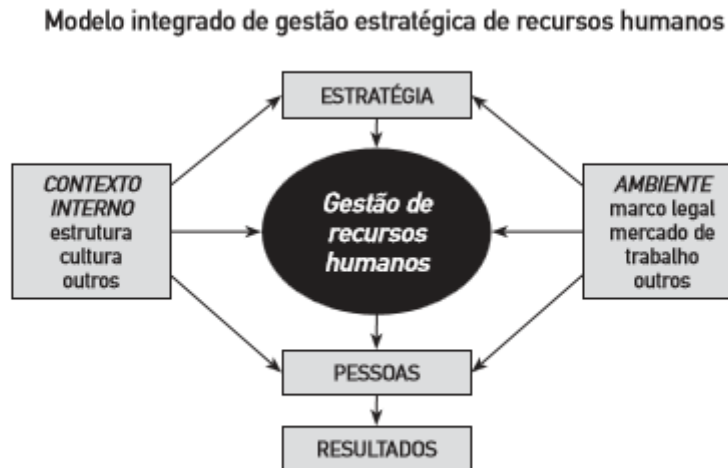 Modelo integrado de gestão estratégica de recursos humanos
ESTRATÉGIA
CONTEXTO
INTERNO
estrutura
cultura
outros
Gestão de
recursos
humanos
AMBIENTE
marco legal
mercado de
trabalho
outros
PESSOAS
RESULTADOS